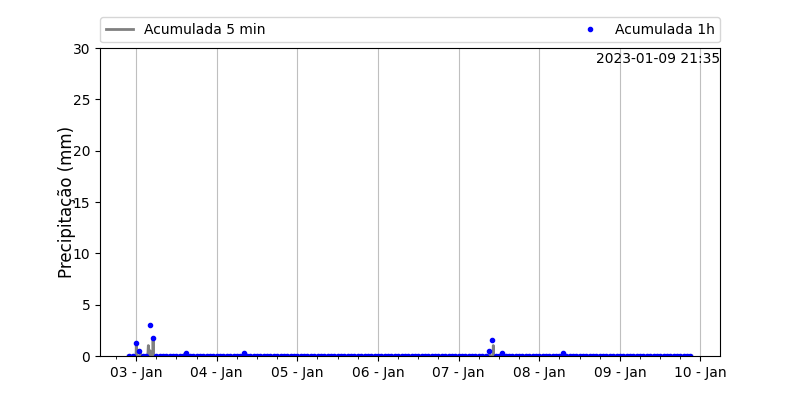 Acumulada 5 min
Acumulada 1h
2023-01-09 21:35
Precipitação (mm)
30
25
20
15
10
5
0
03 - Jan
04 - Jan
05 - Jan
06 - Jan
07 - Jan
08 - Jan
09 - Jan
10 - Jan